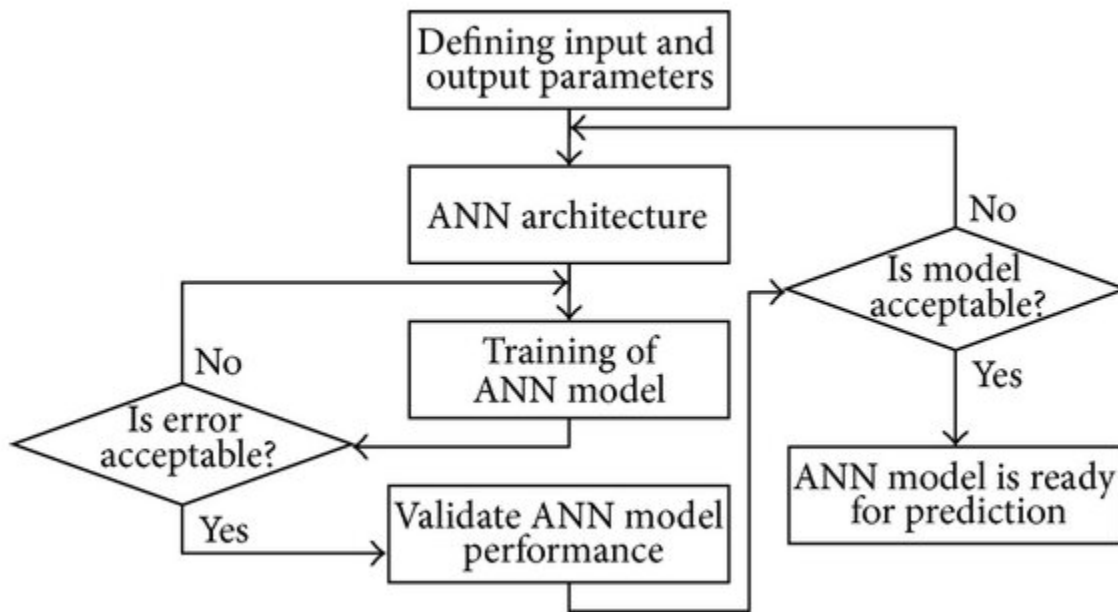 Defining input and
output parameters
ANN architecture
No
Is model
acceptable?
Training of
ANN model
No
Yes
Is error
acceptable?
ANN model is ready
for prediction
Yes
Validate ANN model
performance